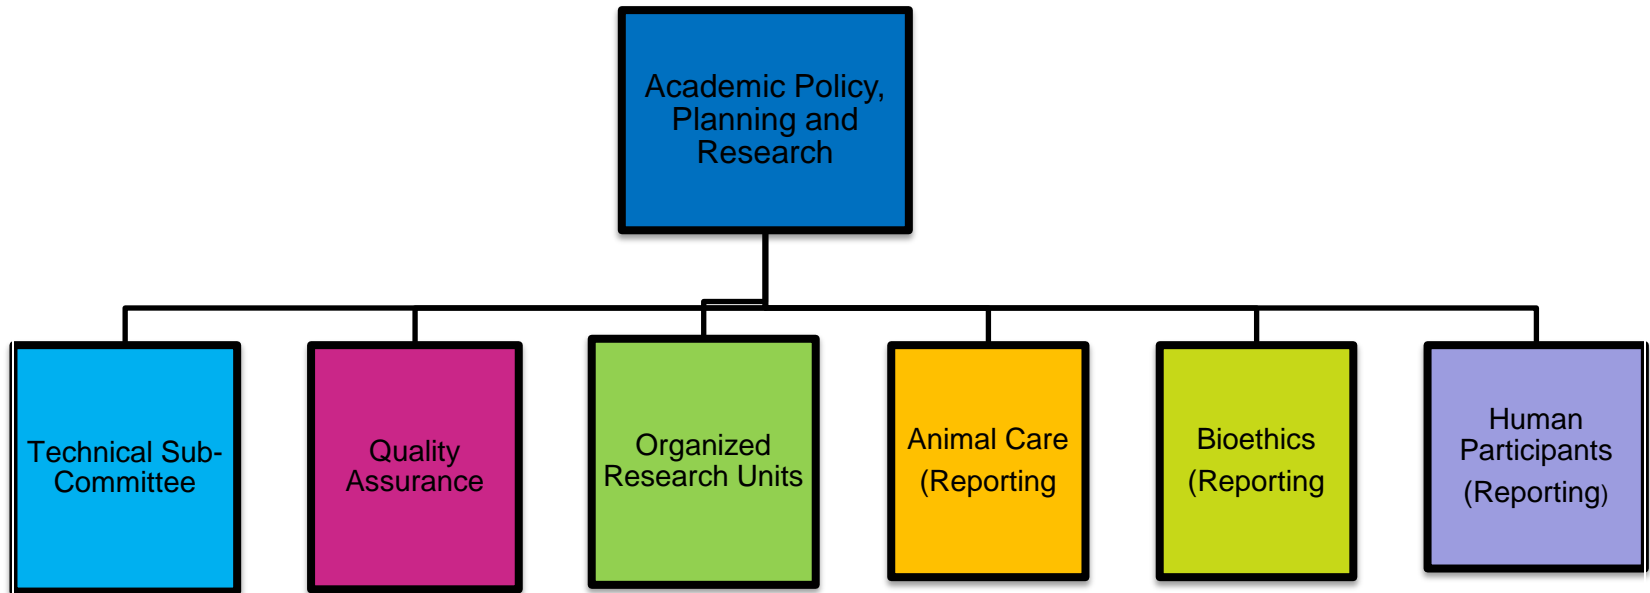 Academic Policy,
Planning and
Research
Technical Sub-
Committee
Quality
Assurance
Organized
Research Units
Animal Care
(Reporting
Bioethics
(Reporting
Human
Participants
(Reporting)